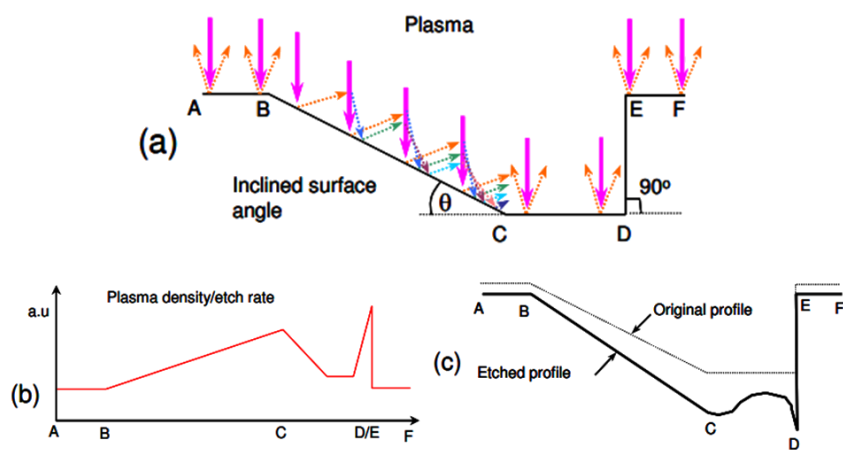 Plasma
A
B
E
F
(a)
Inclined surface
angle
θ
90º
C
D
Plasma density/etch rate
a.u
(b)
A
B
C
D/E
F
A
B
E
F
Original profile
(c)
Etched profile
C
D